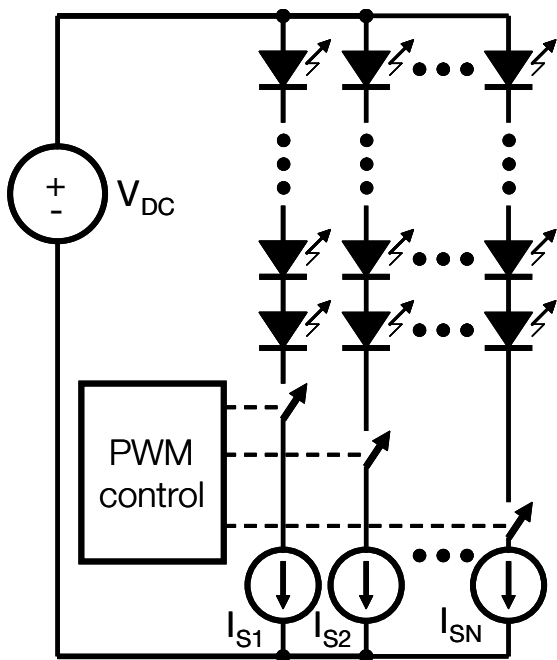 +
-
V_DC
PWM
control
I_S1
I_S2
I_SN